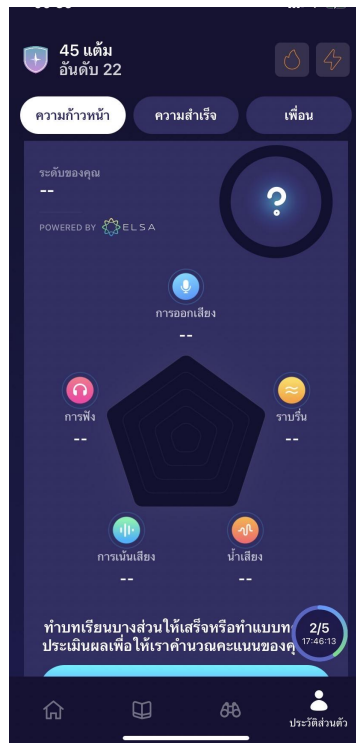 45 แต้ม
อันดับ 22
ความก้าวหน้า
ความสำเร็จ
เพื่อน
ระดับของคุณ
--
POWERED BY ELSA
?
การออกเสียง
--
การฟัง
--
ราบรื่น
--
การเน้นเสียง
--
น้ำเสียง
--
ทำบทเรียนบางส่วนให้เสร็จหรือทำแบบท
ประเมินผลเพื่อให้เราคำนวณคะแนนของคุ
2/5
17:46:13
ประวัติส่วนตัว